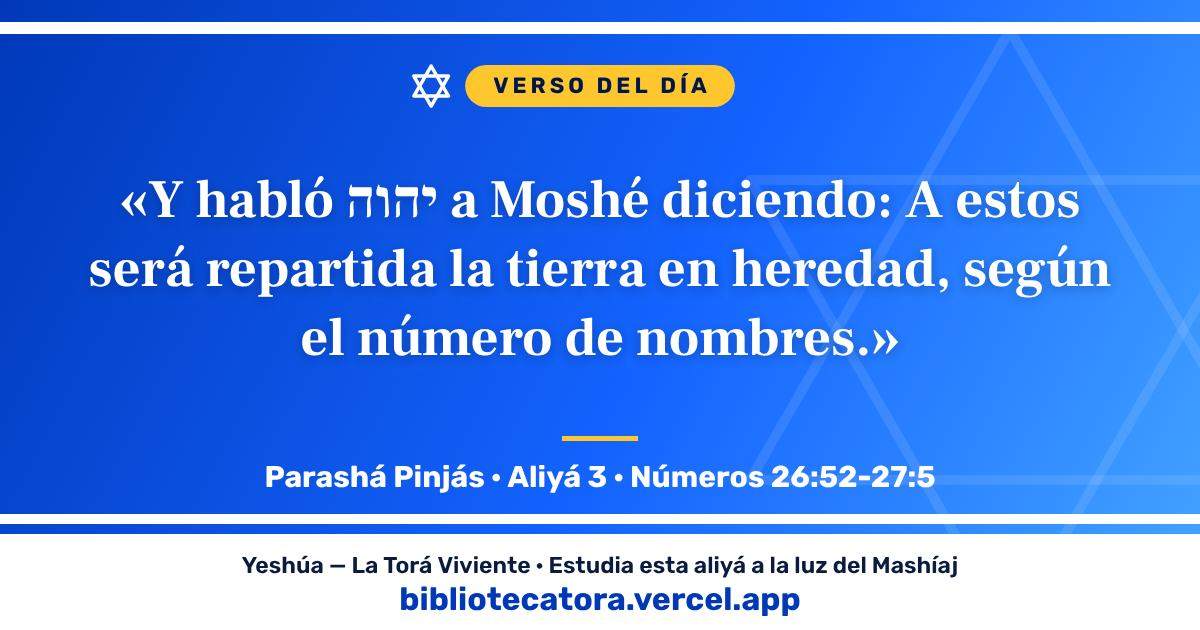 VERSO DEL DÍA
«Y habló יהוה a Moshé diciendo: A estos
será repartida la tierra en heredad, según
el número de nombres.»
Parashá Pinjás • Aliyá 3 • Números 26:52-27:5
Yeshúa — La Torá Viviente • Estudia esta aliyá a la luz del Mashíaj
bibliotecatora.vercel.app